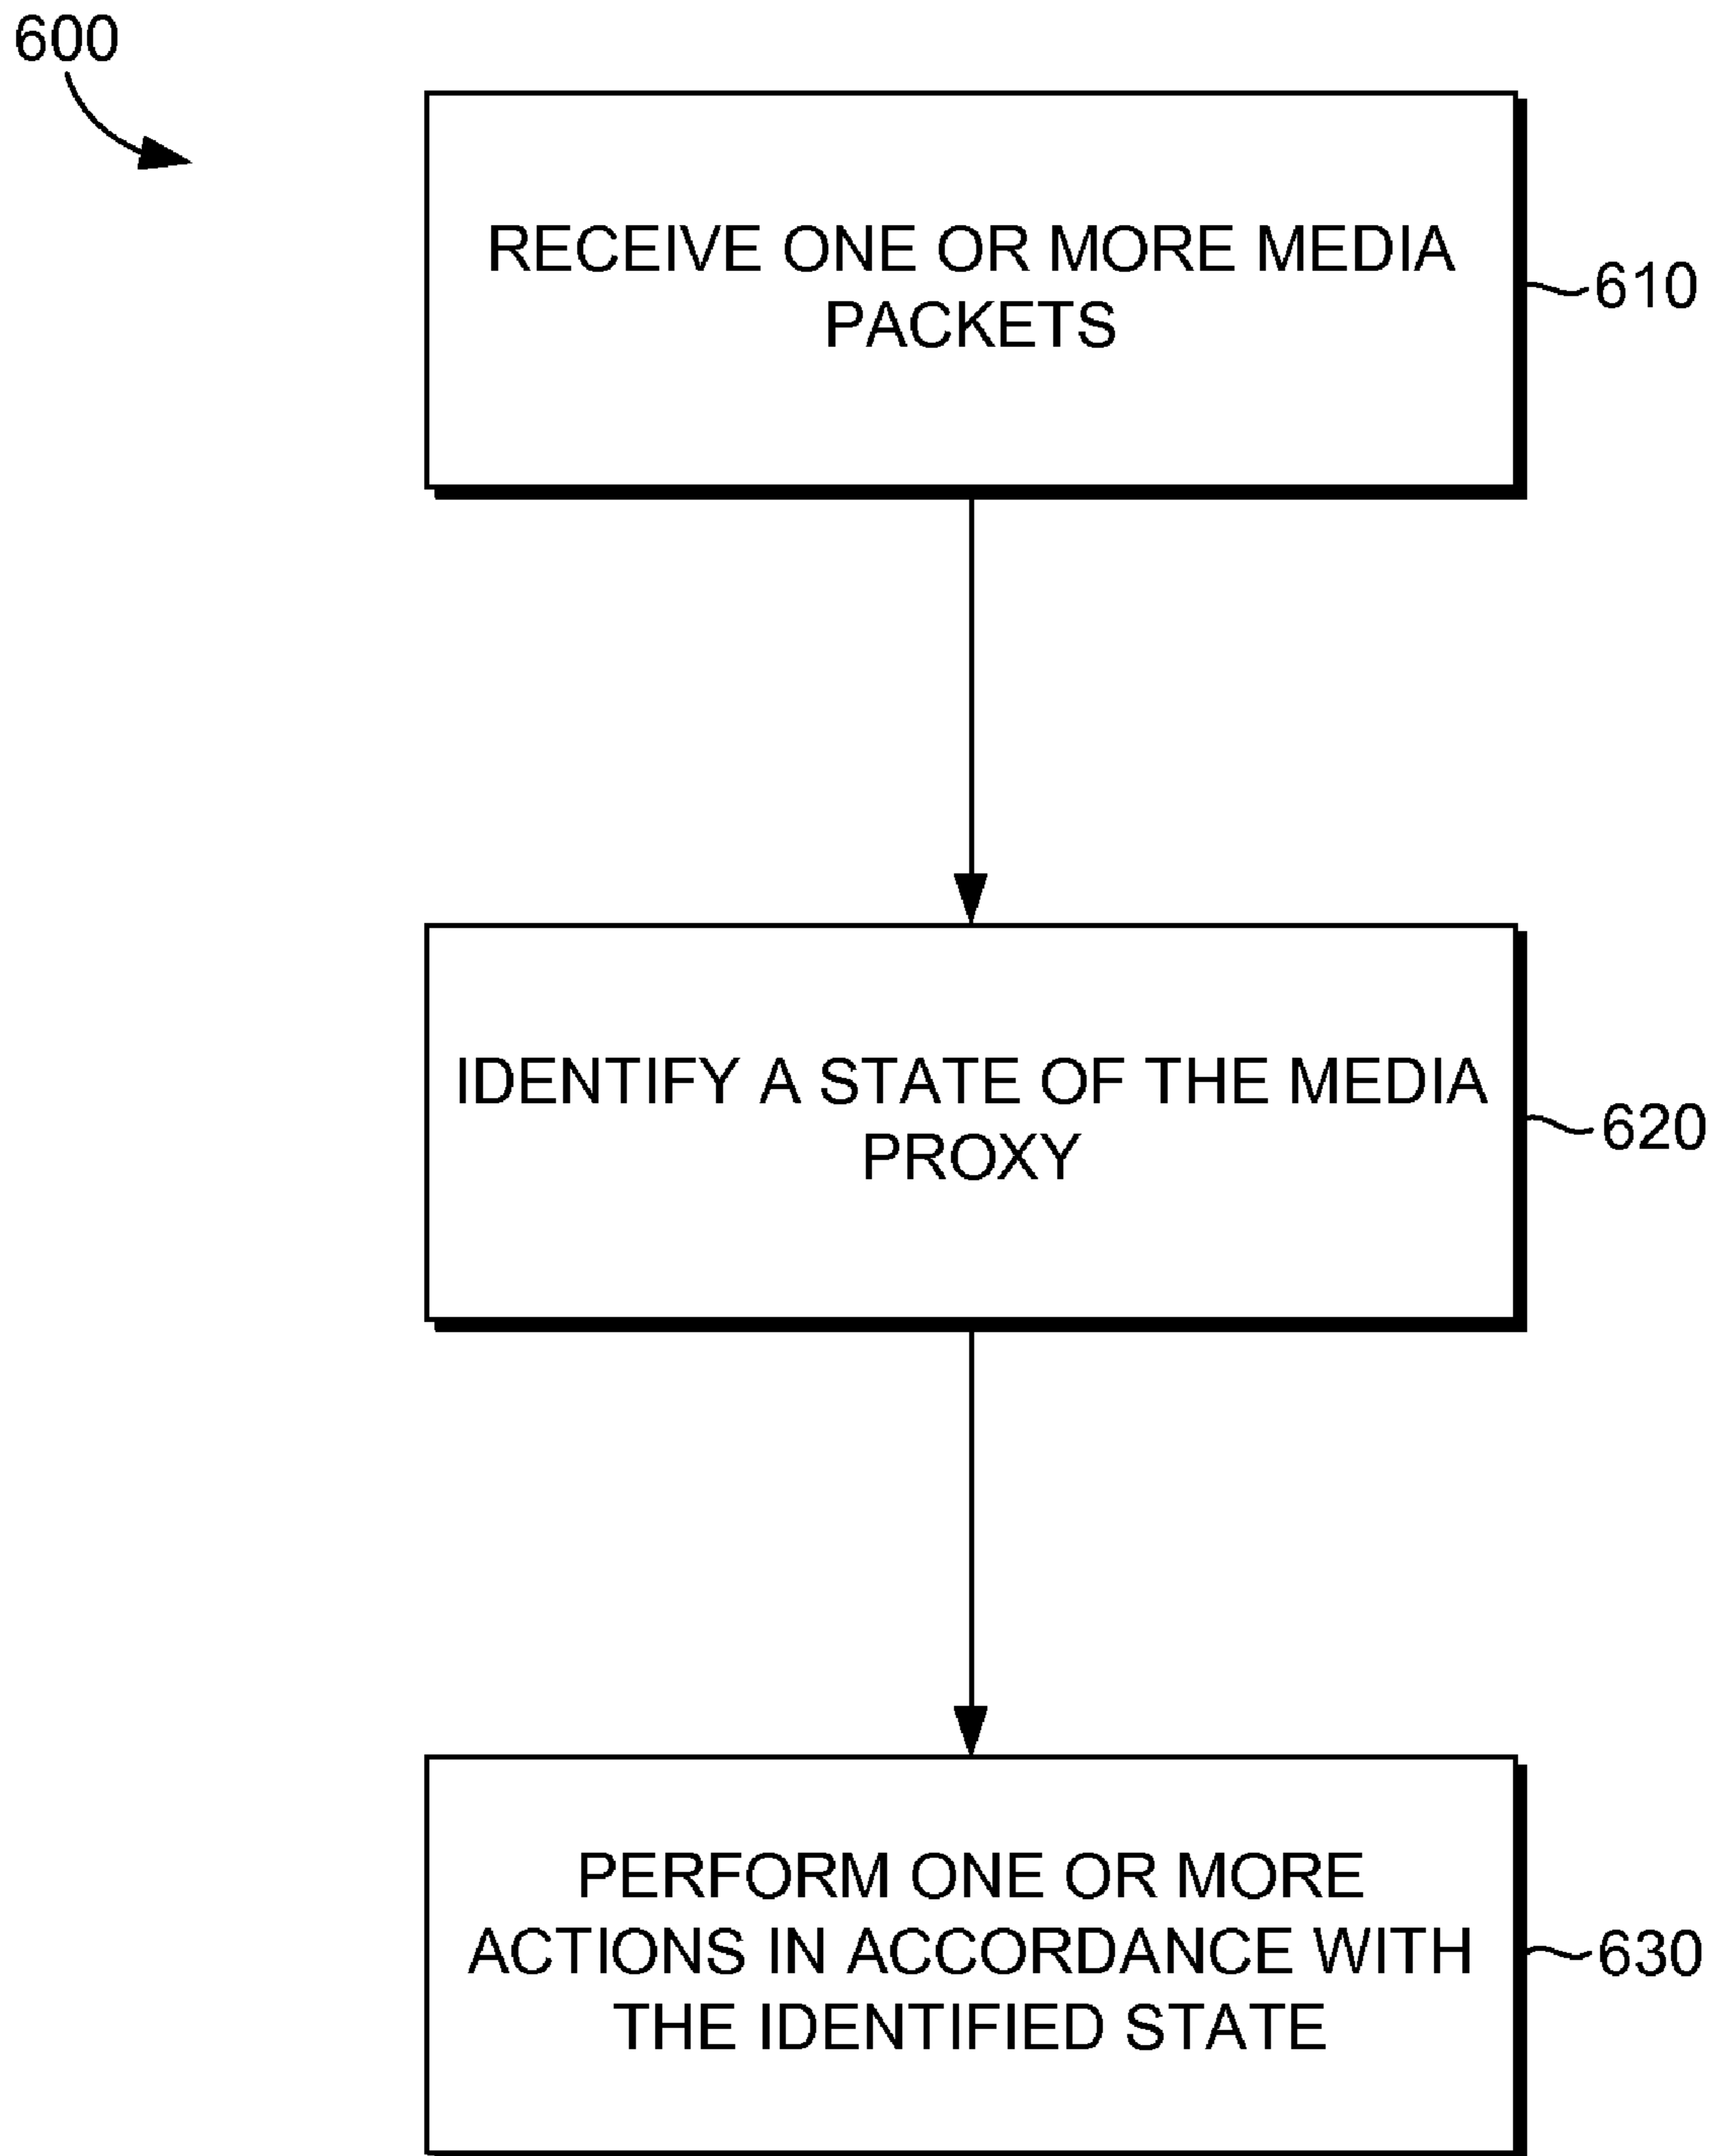 600
RECEIVE ONE OR MORE MEDIA
PACKETS
610
IDENTIFY A STATE OF THE MEDIA
PROXY
620
PERFORM ONE OR MORE
ACTIONS IN ACCORDANCE WITH
THE IDENTIFIED STATE
630